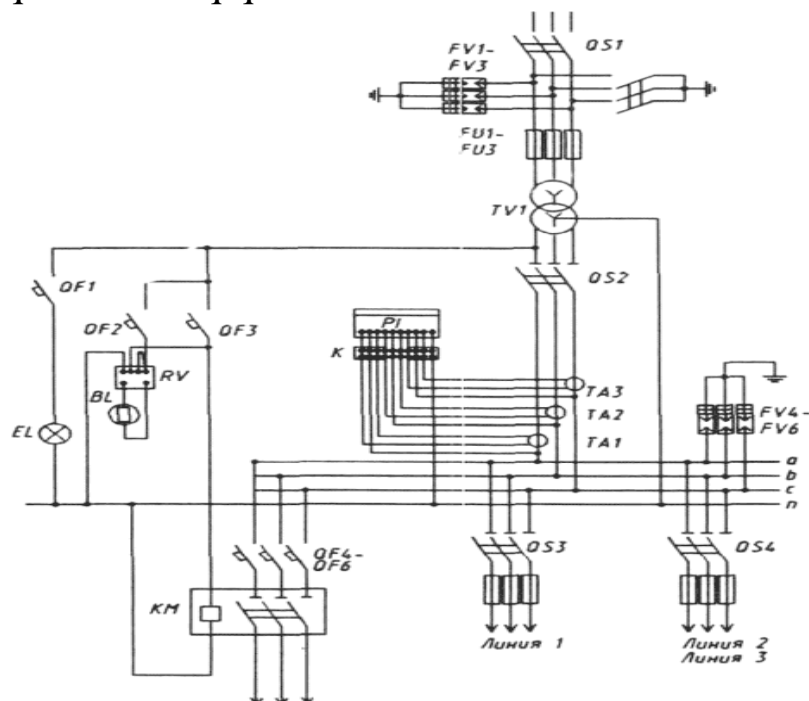 QS1
FV1-
FV3
FU1-
FU3
TV1
QF1
QS2
QF2
QF3
PI
K
RV
BL
TA3
TA2
TA1
EL
FV4-
FV6
a
b
c
n
QF4-
QF6
QS3
QS4
KM
Линия 1
Линия 2
Линия 3